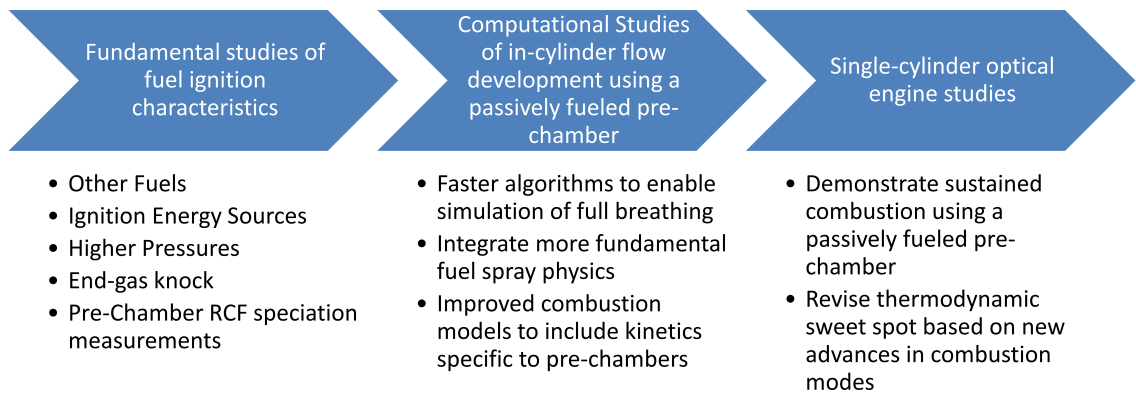 Fundamental studies of
fuel ignition
characteristics
• Other Fuels
• Ignition Energy Sources
• Higher Pressures
• End-gas knock
• Pre-Chamber RCF speciation
measurements
Computational Studies
of in-cylinder flow
development using a
passively fueled pre-
chamber
• Faster algorithms to enable
simulation of full breathing
• Integrate more fundamental
fuel spray physics
• Improved combustion
models to include kinetics
specific to pre-chambers
Single-cylinder optical
engine studies
• Demonstrate sustained
combustion using a
passively fueled pre-
chamber
• Revise thermodynamic
sweet spot based on new
advances in combustion
modes